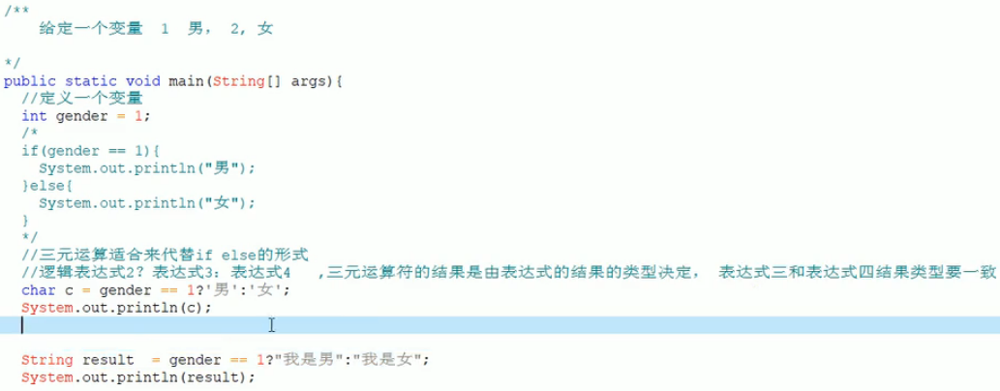 /**
给定一个变量 1 男, 2, 女
*/
public static void main(String[] args){
//定义一个变量
int gender = 1;
/*
if(gender == 1){
System.out.println("男");
}else{
System.out.println("女");
}
*/
//三元运算适合来代替if else的形式
//逻辑表达式2? 表达式3: 表达式4 ,三元运算符的结果是由表达式的结果的类型决定, 表达式三和表达式四结果类型要一致
char c = gender == 1?'男':'女';
System.out.println(c);
String result = gender == 1?"我是男":"我是女";
System.out.println(result);